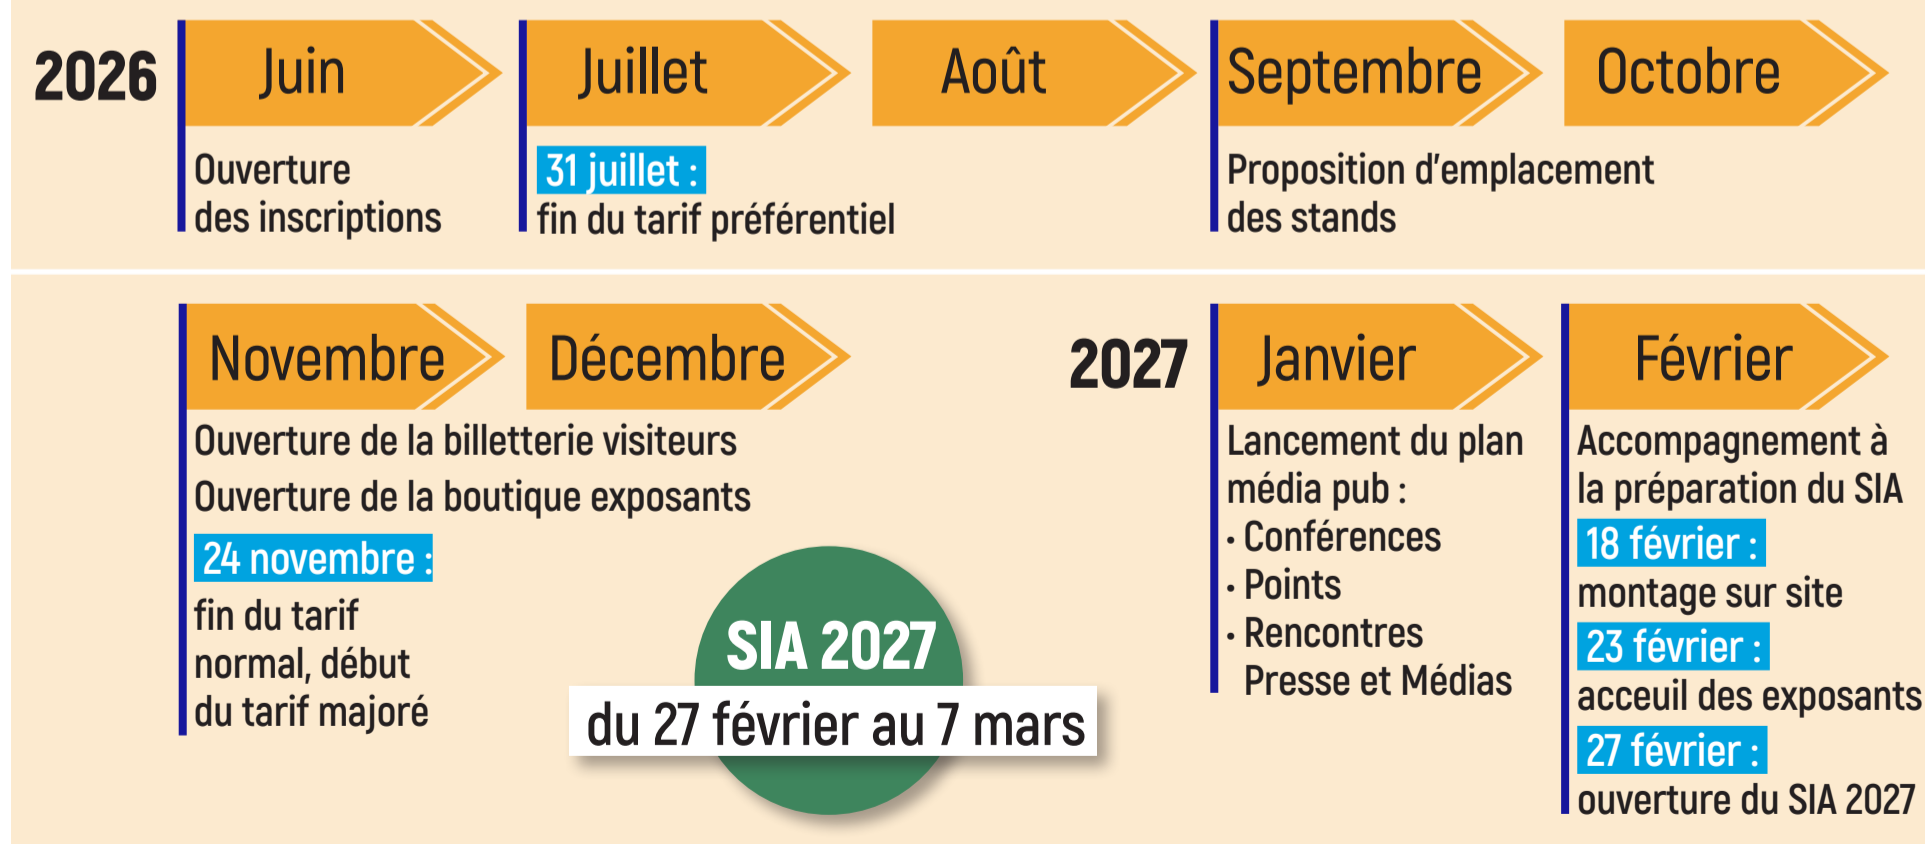 2026
Juin
Ouverture
des inscriptions
Juillet
31 juillet :
fin du tarif préférentiel
Août
Septembre
Proposition d'emplacement
des stands
Octobre
Novembre
Décembre
Ouverture de la billetterie visiteurs
Ouverture de la boutique exposants
24 novembre :
fin du tarif
normal, début
du tarif majoré
SIA 2027
du 27 février au 7 mars
2027
Janvier
Lancement du plan
média pub :
· Conférences
· Points
· Rencontres
Presse et Médias
Février
Accompagnement à
la préparation du SIA
18 février :
montage sur site
23 février :
acceuil des exposants
27 février :
ouverture du SIA 2027